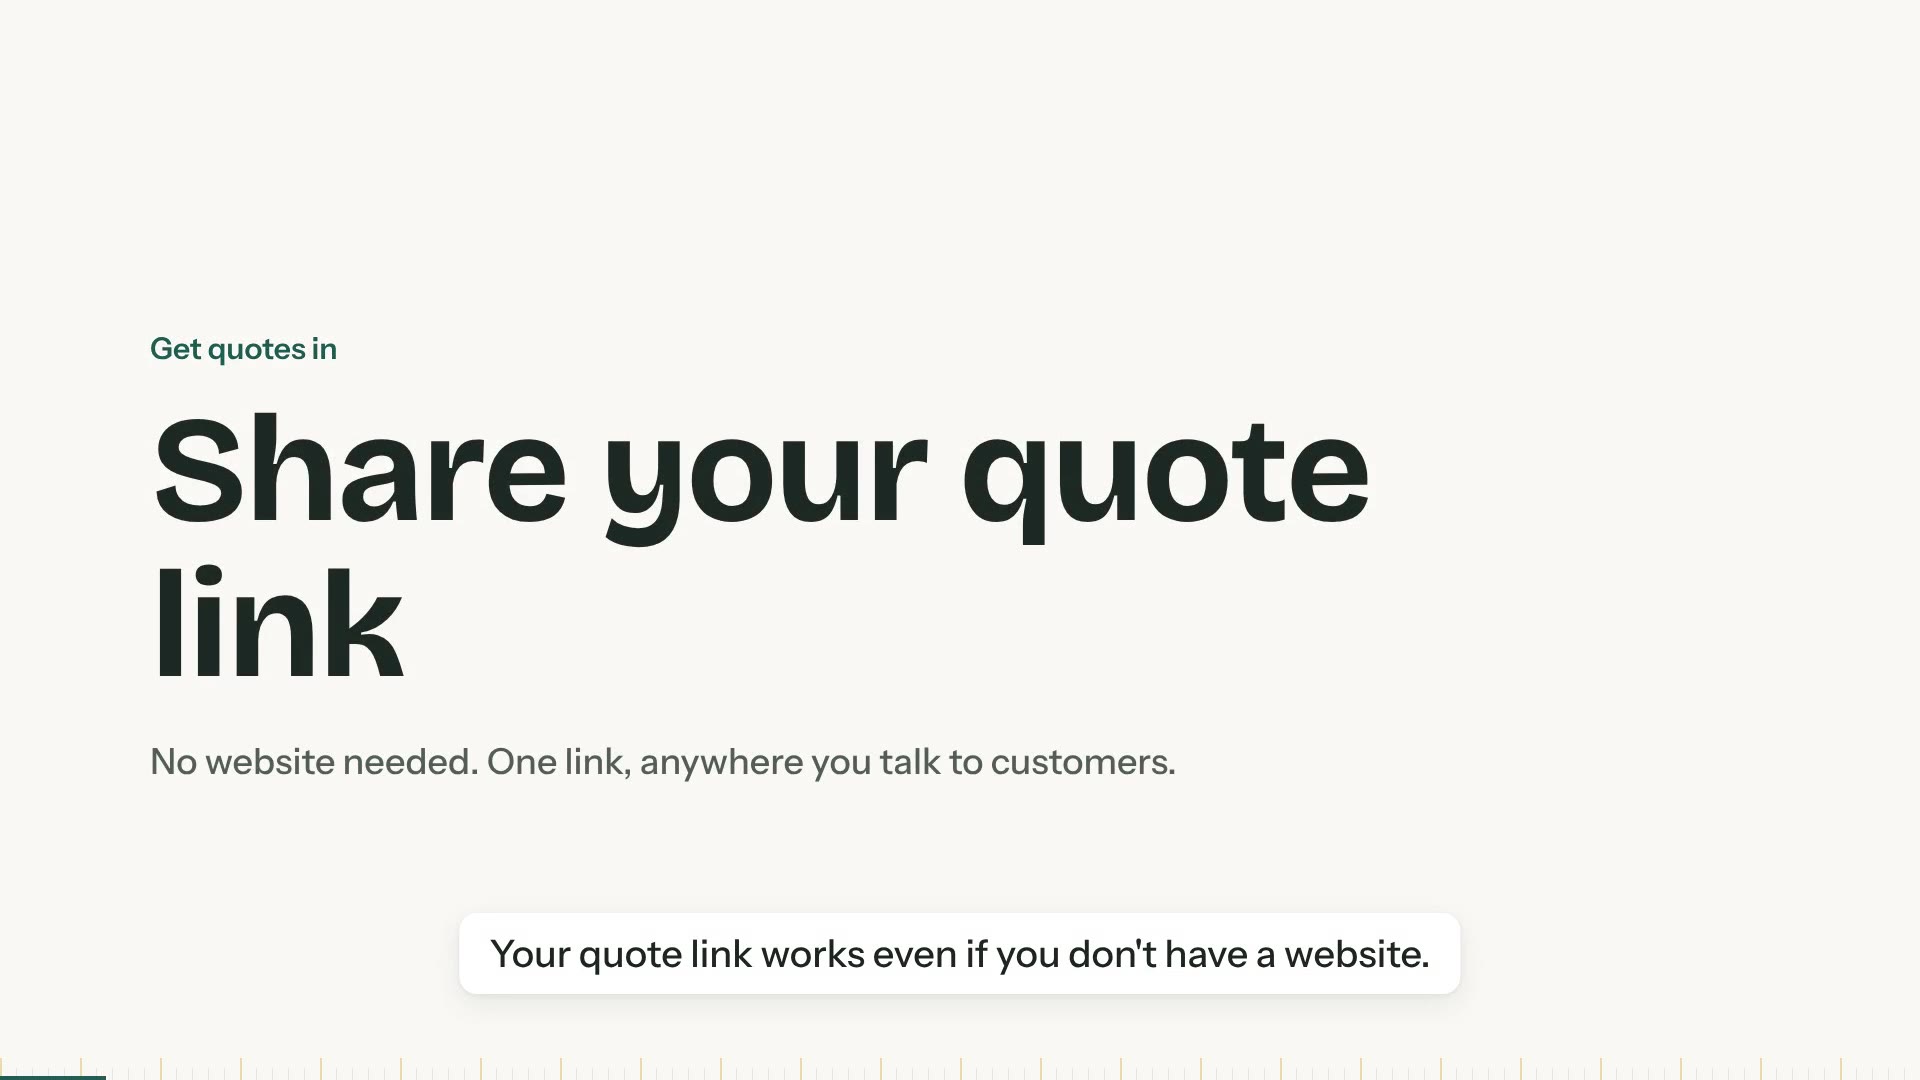 Get quotes in
Share your quote
link
No website needed. One link, anywhere you talk to customers.
Your quote link works even if you don't have a website.